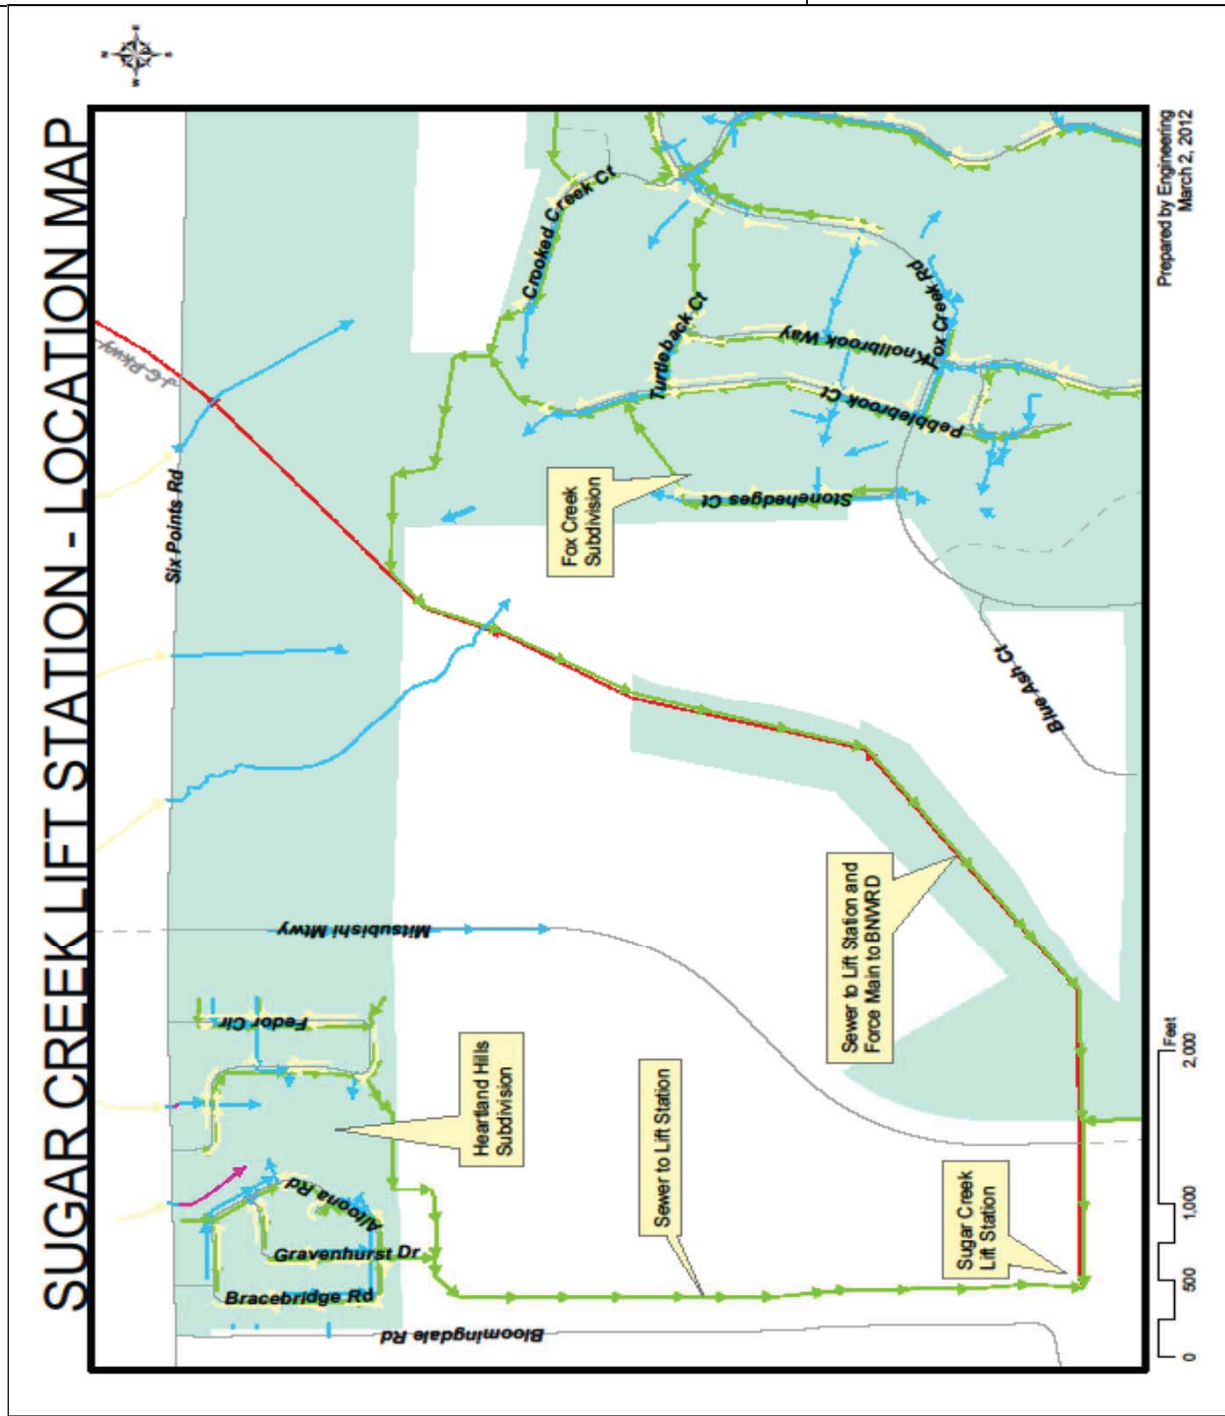 SUGAR CREEK LIFT STATION - LOCATION MAP
N
S
W
J C Pkwy
Six Points Rd
Crooked Creek Ct
Turtleback Ct
Knollbrook Way
Fox Creek Rd
Pebblebrook Ct
Stonehedges Ct
Fox Creek
Subdivision
Blue Ash Ct
Mitsubishi Mtwy
Sewer to Lift Station and
Force Main to BNWRD
Fedor Cir
Heartland Hills
Subdivision
Altoona Rd
Gravenhurst Dr
Bracebridge Rd
Bloomingdale Rd
Sewer to Lift Station
Sugar Creek
Lift Station
0 500 1,000 2,000
Feet
Prepared by Engineering
March 2, 2012